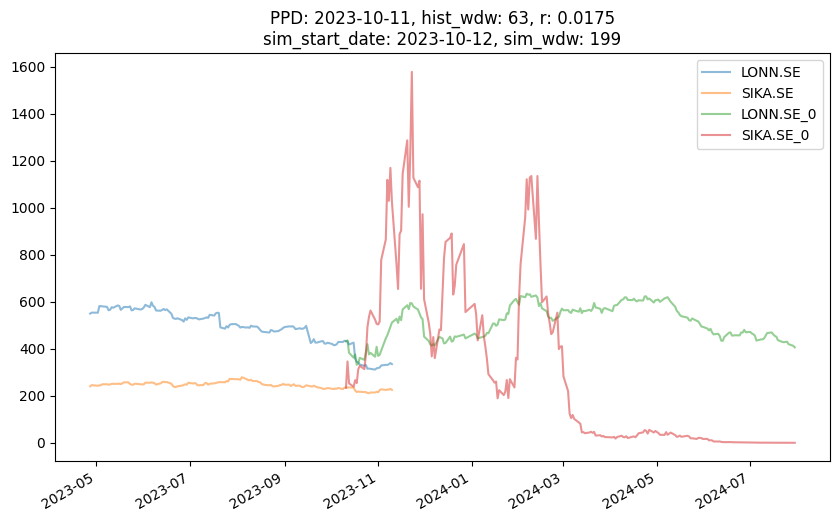 PPD: 2023-10-11, hist_wdw: 63, r: 0.0175
sim_start_date: 2023-10-12, sim_wdw: 199
LONN.SE
SIKA.SE
LONN.SE_0
SIKA.SE_0
1600
1400
1200
1000
800
600
400
200
0
2023-05
2023-07
2023-09
2023-11
2024-01
2024-03
2024-05
2024-07